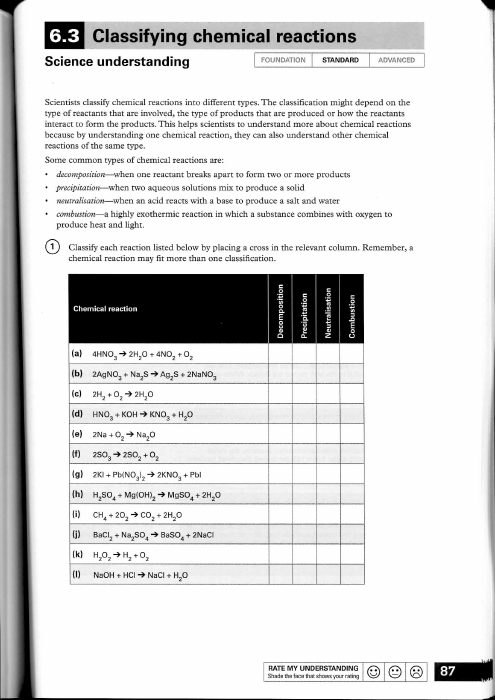 6.3 Classifying chemical reactions
Science understanding
FOUNDATION STANDARD ADVANCED
Scientists classify chemical reactions into different types. The classification might depend on the
type of reactants that are involved, the type of products that are produced or how the reactants
interact to form the products. This helps scientists to understand more about chemical reactions
because by understanding one chemical reaction, they can also understand other chemical
reactions of the same type.
Some common types of chemical reactions are:
• decomposition—when one reactant breaks apart to form two or more products
• precipitation—when two aqueous solutions mix to produce a solid
• neutralisation—when an acid reacts with a base to produce a salt and water
• combustion—a highly exothermic reaction in which a substance combines with oxygen to
produce heat and light.
1 Classify each reaction listed below by placing a cross in the relevant column. Remember, a
chemical reaction may fit more than one classification.
Chemical reaction Decomposition Precipitation Neutralisation Combustion
(a) 4HNO₃ → 2H₂O + 4NO₂ + O₂
(b) 2AgNO₃ + Na₂S → Ag₂S + 2NaNO₃
(c) 2H₂ + O₂ → 2H₂O
(d) HNO₃ + KOH → KNO₃ + H₂O
(e) 2Na + O₂ → Na₂O
(f) 2SO₃ → 2SO₂ + O₂
(g) 2KI + Pb(NO₃)₂ → 2KNO₃ + PbI
(h) H₂SO₄ + Mg(OH)₂ → MgSO₄ + 2H₂O
(i) CH₄ + 2O₂ → CO₂ + 2H₂O
(j) BaCl₂ + Na₂SO₄ → BaSO₄ + 2NaCl
(k) H₂O₂ → H₂ + O₂
(l) NaOH + HCl → NaCl + H₂O
RATE MY UNDERSTANDING
Shade the face that shows your rating
87